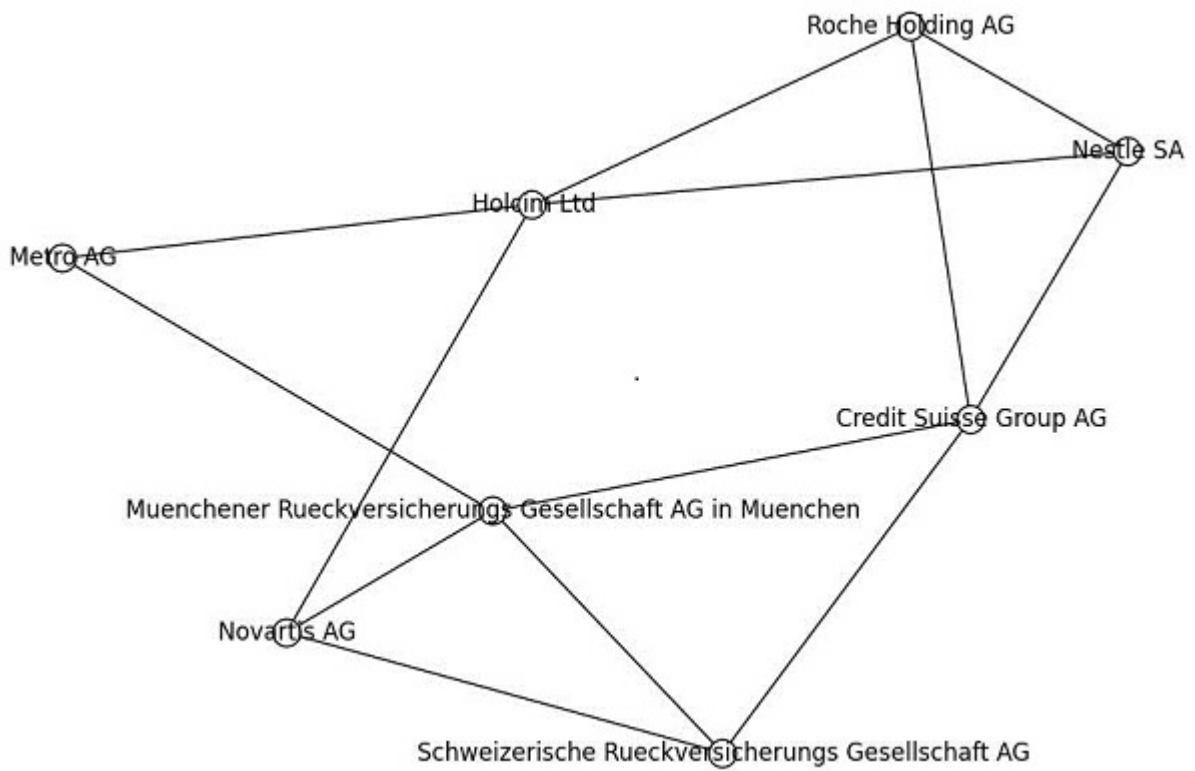 Roche Holding AG
Nestle SA
Holcim Ltd
Metro AG
Credit Suisse Group AG
Muenchener Rueckversicherungs Gesellschaft AG in Muenchen
Novartis AG
Schweizerische Rueckversicherungs Gesellschaft AG